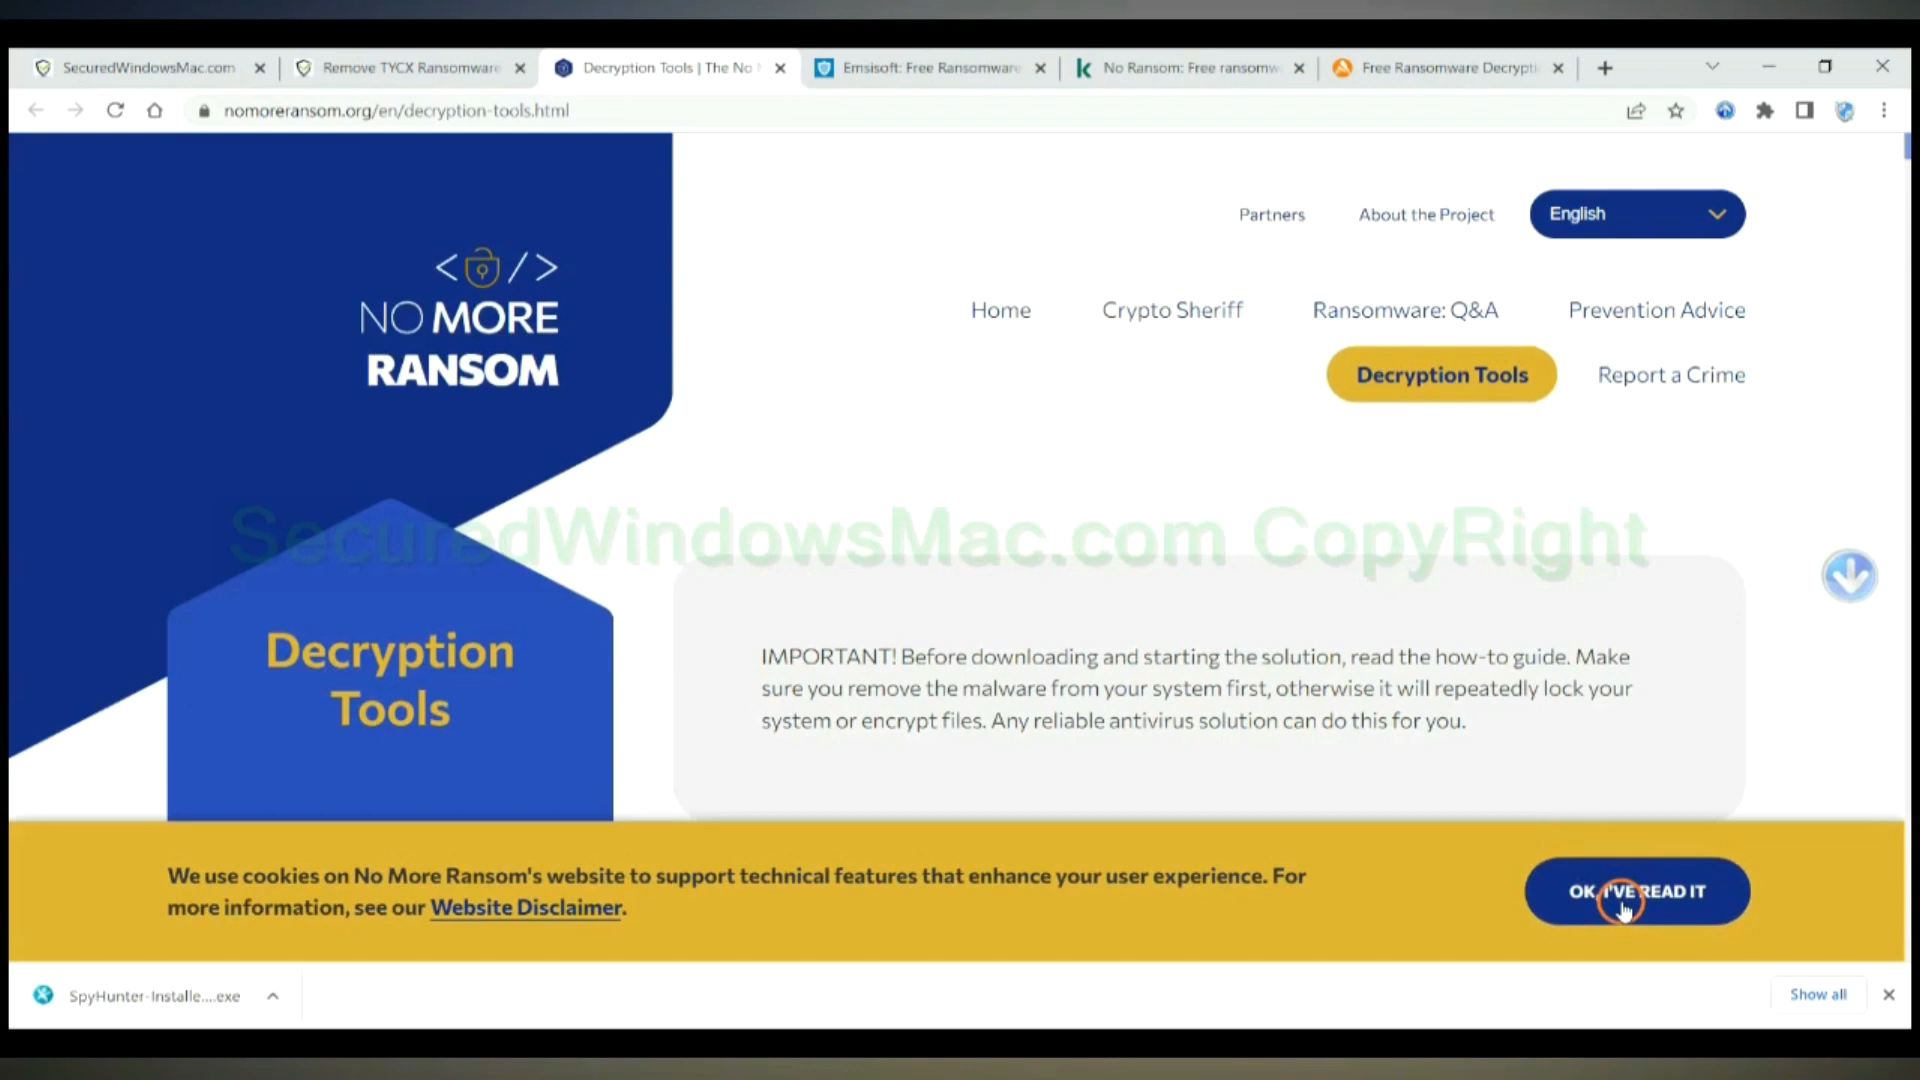 SecuredWindowsMac.com
Remove TYCX Ransomware
Decryption Tools | The No
Emsisoft: Free Ransomware
No Ransom: Free ransomw
Free Ransomware Decrypti
nomoreransom.org/en/decryption-tools.html
Partners
About the Project
English
< />
NO MORE
RANSOM
Home
Crypto Sheriff
Ransomware: Q&A
Prevention Advice
Decryption Tools
Report a Crime
SecuredWindowsMac.com CopyRight
Decryption
Tools
IMPORTANT! Before downloading and starting the solution, read the how-to guide. Make
sure you remove the malware from your system first, otherwise it will repeatedly lock your
system or encrypt files. Any reliable antivirus solution can do this for you.
We use cookies on No More Ransom's website to support technical features that enhance your user experience. For
more information, see our Website Disclaimer.
OK, I'VE READ IT
SpyHunter-Installe....exe
Show all